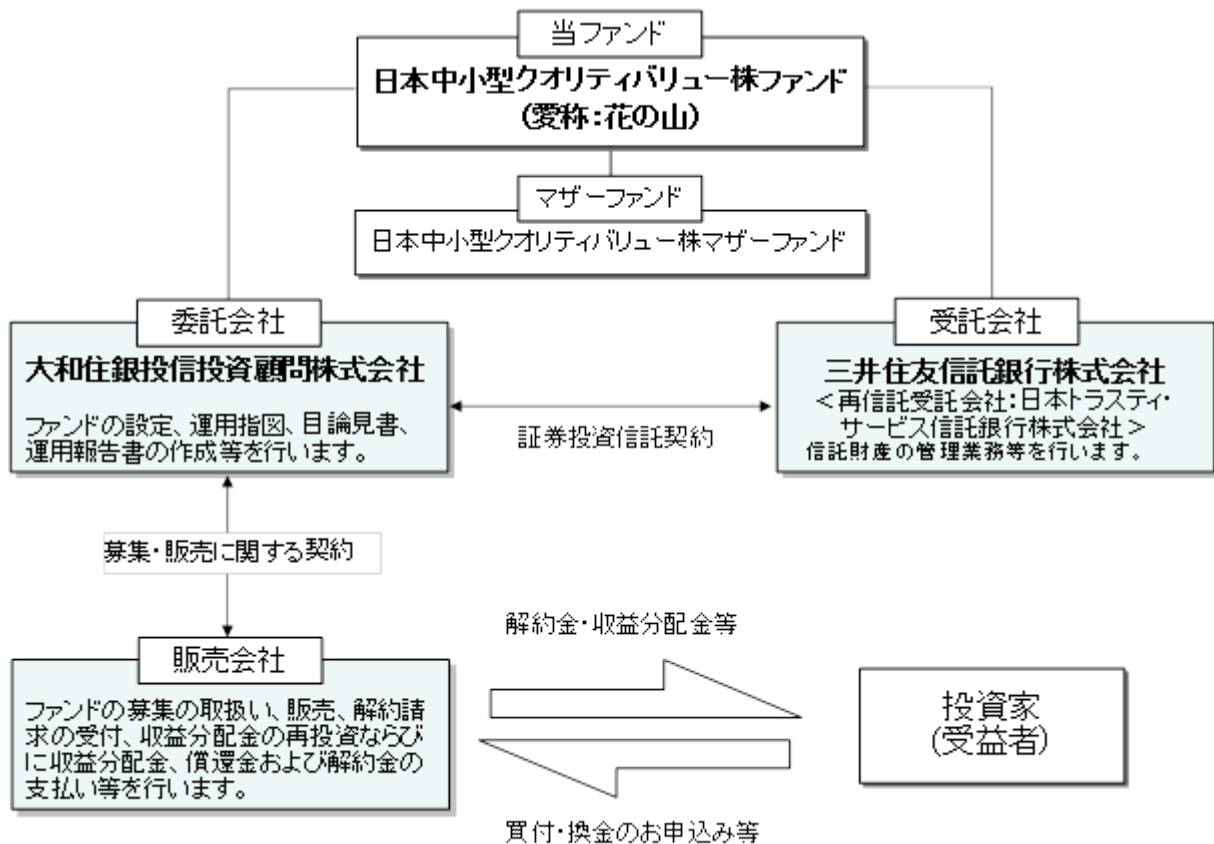 当ファンド
日本中小型クオリティバリュー株ファンド
(愛称:花の山)
マザーファンド
日本中小型クオリティバリュー株マザーファンド
委託会社
大和住銀投信投資顧問株式会社
ファンドの設定、運用指図、目論見書、
運用報告書の作成等を行います。
受託会社
三井住友信託銀行株式会社
<再信託受託会社:日本トラスティ・
サービス信託銀行株式会社>
信託財産の管理業務等を行います。
証券投資信託契約
募集・販売に関する契約
販売会社
ファンドの募集の取扱い、販売、解約請
求の受付、収益分配金の再投資ならび
に収益分配金、償還金および解約金の
支払い等を行います。
解約金・収益分配金等
買付・換金のお申込み等
投資家
(受益者)